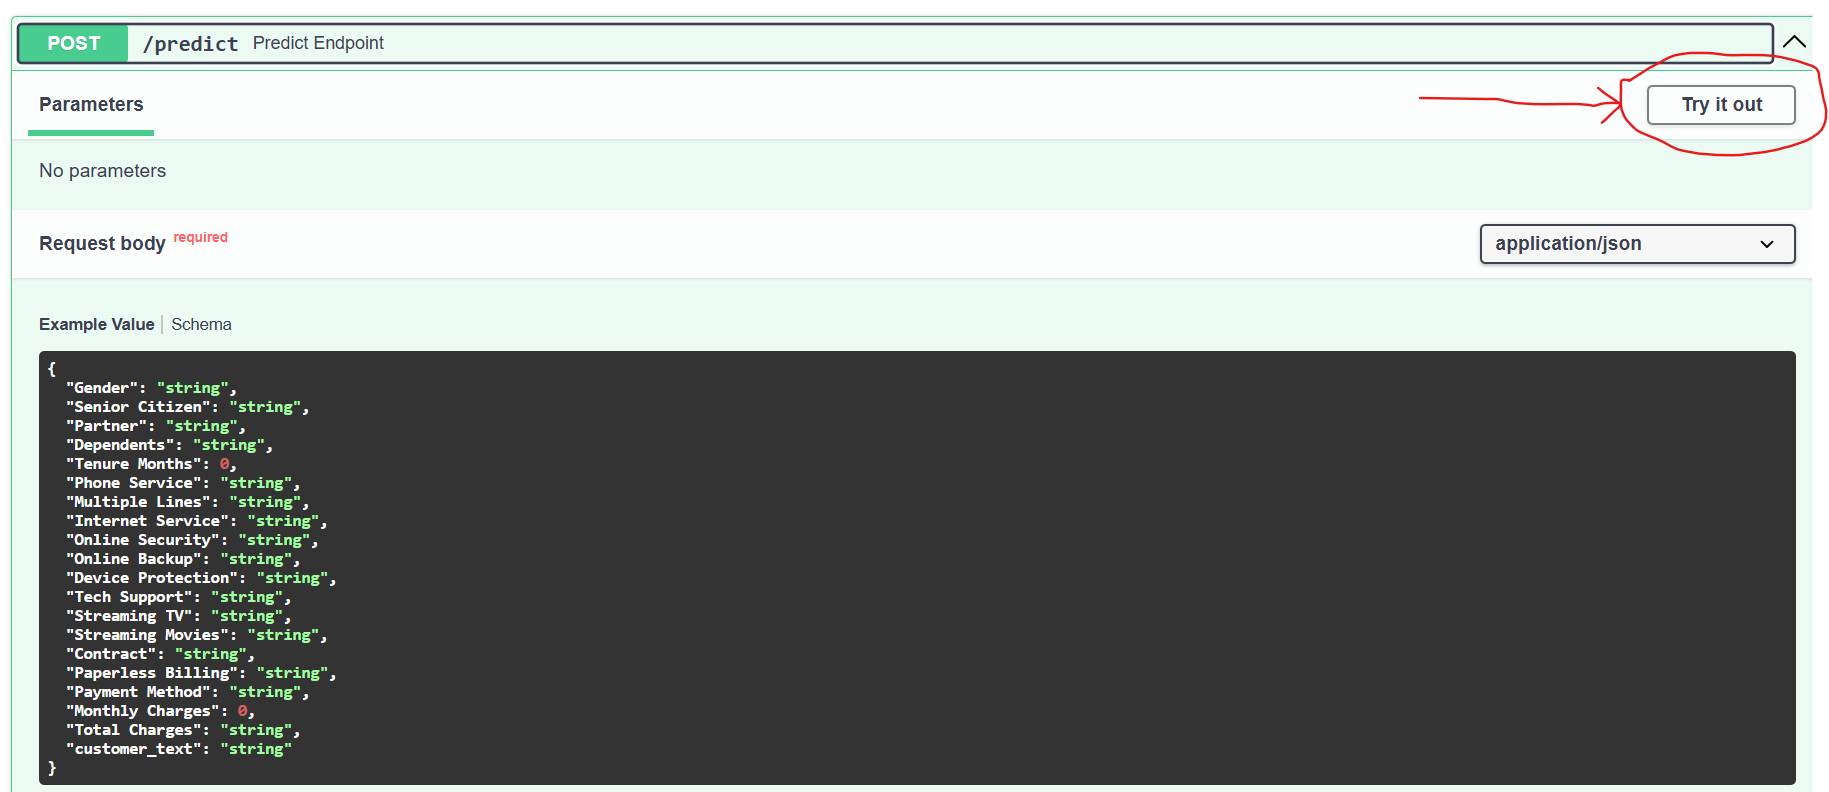 POST /predict Predict Endpoint
Parameters
Try it out
No parameters
Request body required
application/json
Example Value | Schema
{
  "Gender": "string",
  "Senior Citizen": "string",
  "Partner": "string",
  "Dependents": "string",
  "Tenure Months": 0,
  "Phone Service": "string",
  "Multiple Lines": "string",
  "Internet Service": "string",
  "Online Security": "string",
  "Online Backup": "string",
  "Device Protection": "string",
  "Tech Support": "string",
  "Streaming TV": "string",
  "Streaming Movies": "string",
  "Contract": "string",
  "Paperless Billing": "string",
  "Payment Method": "string",
  "Monthly Charges": 0,
  "Total Charges": "string",
  "customer_text": "string"
}